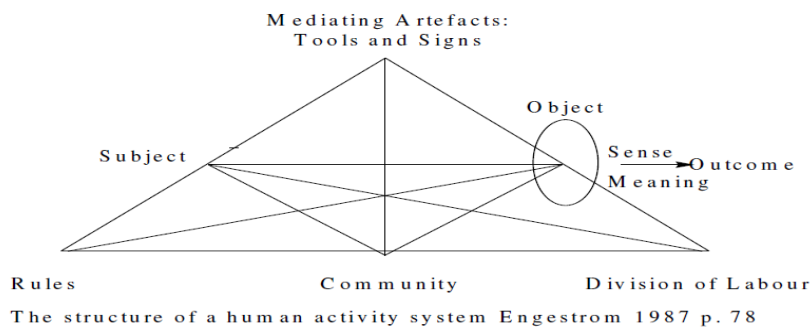 Mediating Artefacts:
Tools and Signs
Object
Subject
Sense
Outcome
Meaning
Rules
Community
Division of Labour
The structure of a human activity system Engestrom 1987 p. 78